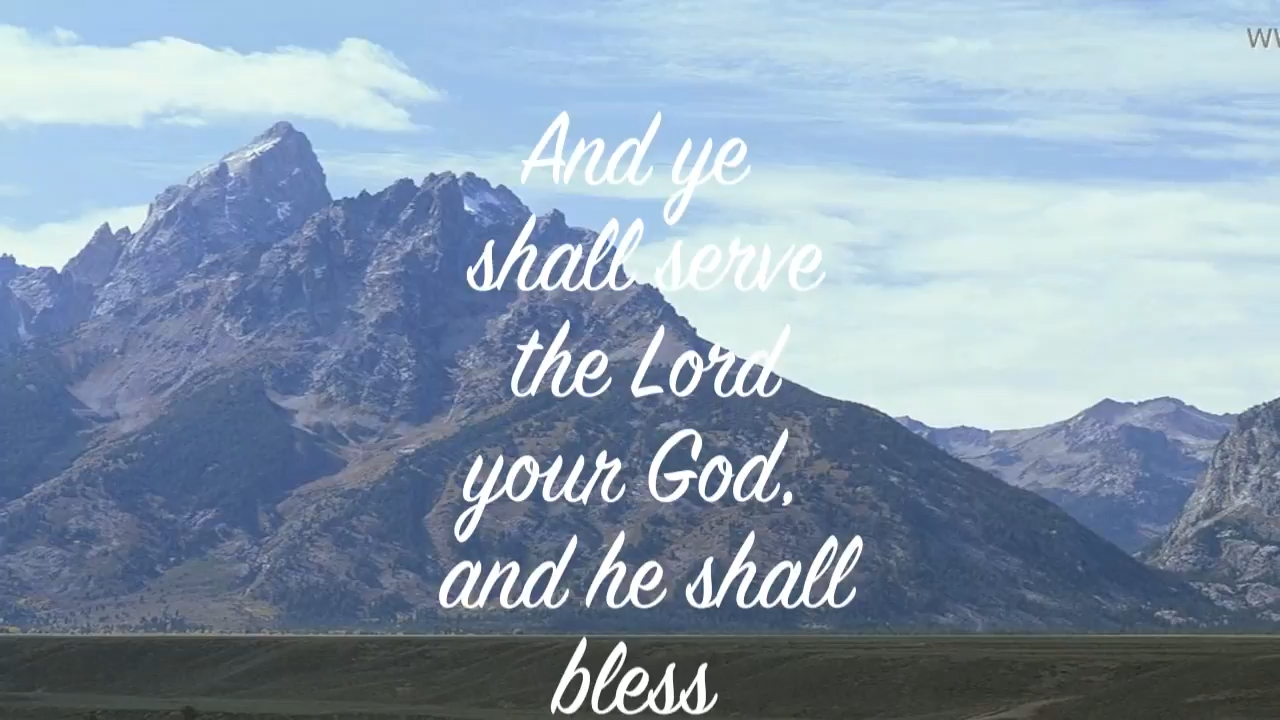 And ye
shall serve
the Lord
your God,
and he shall
bless